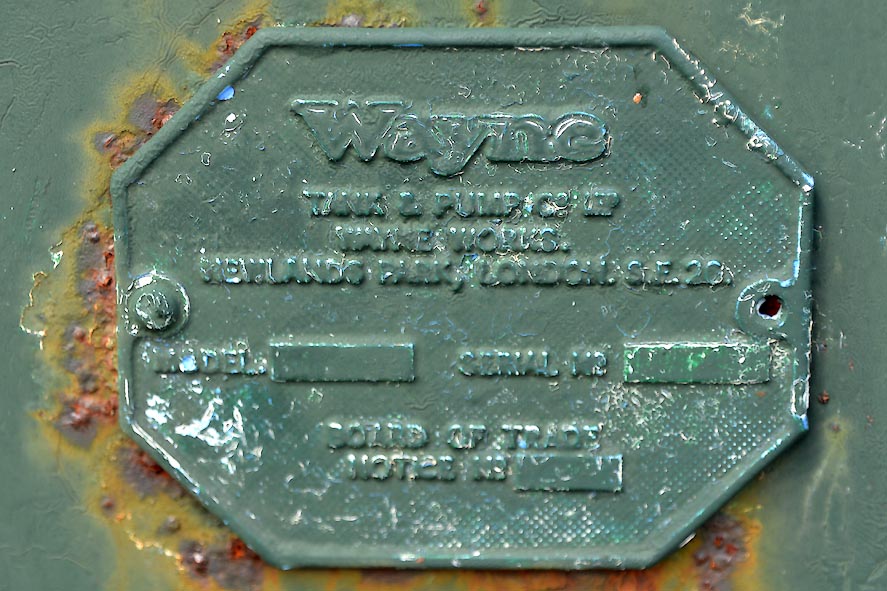 Wayne
TANK & PUMP Co LTD
WAYNE WORKS.
NEWLANDS PARK, LONDON. S.E. 26.
MODEL.
SERIAL No
BOARD OF TRADE
NOTICE No